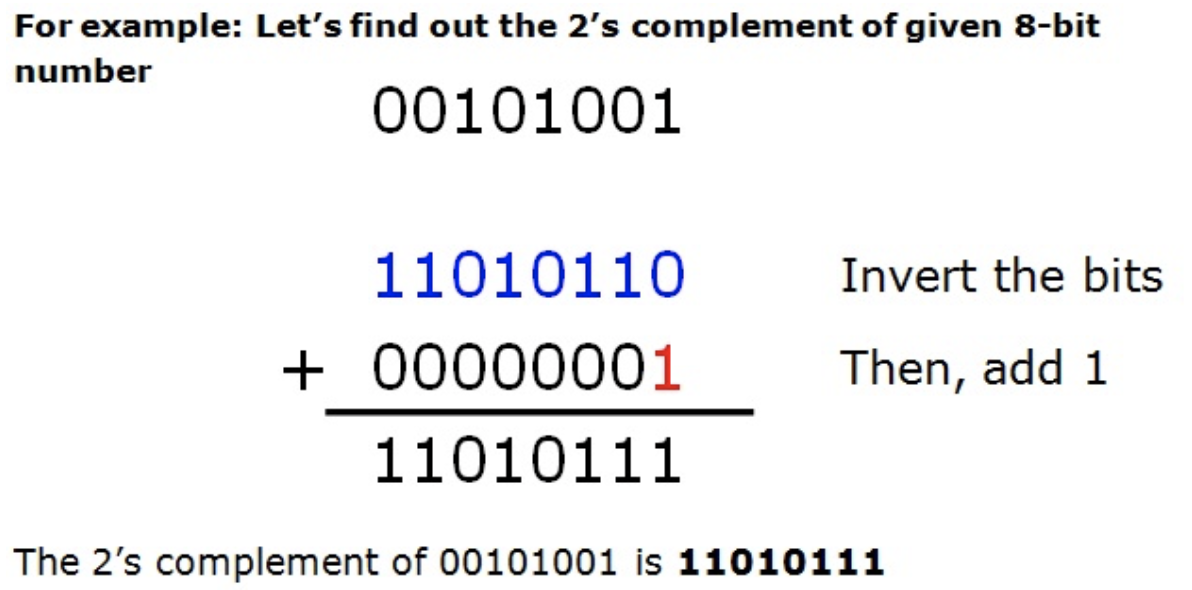 For example: Let’s find out the 2’s complement of given 8-bit
number
00101001
11010110 Invert the bits
+ 00000001 Then, add 1
11010111
The 2’s complement of 00101001 is 11010111